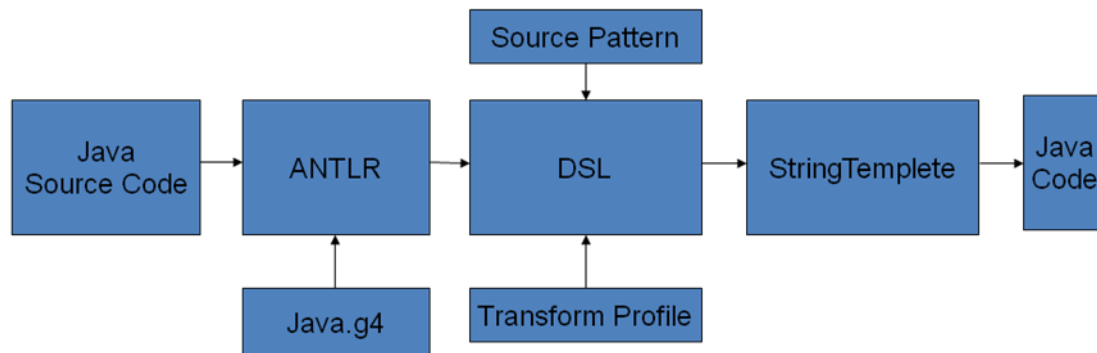 Source Pattern
Java
Source Code
ANTLR
DSL
StringTemplete
Java
Code
Java.g4
Transform Profile